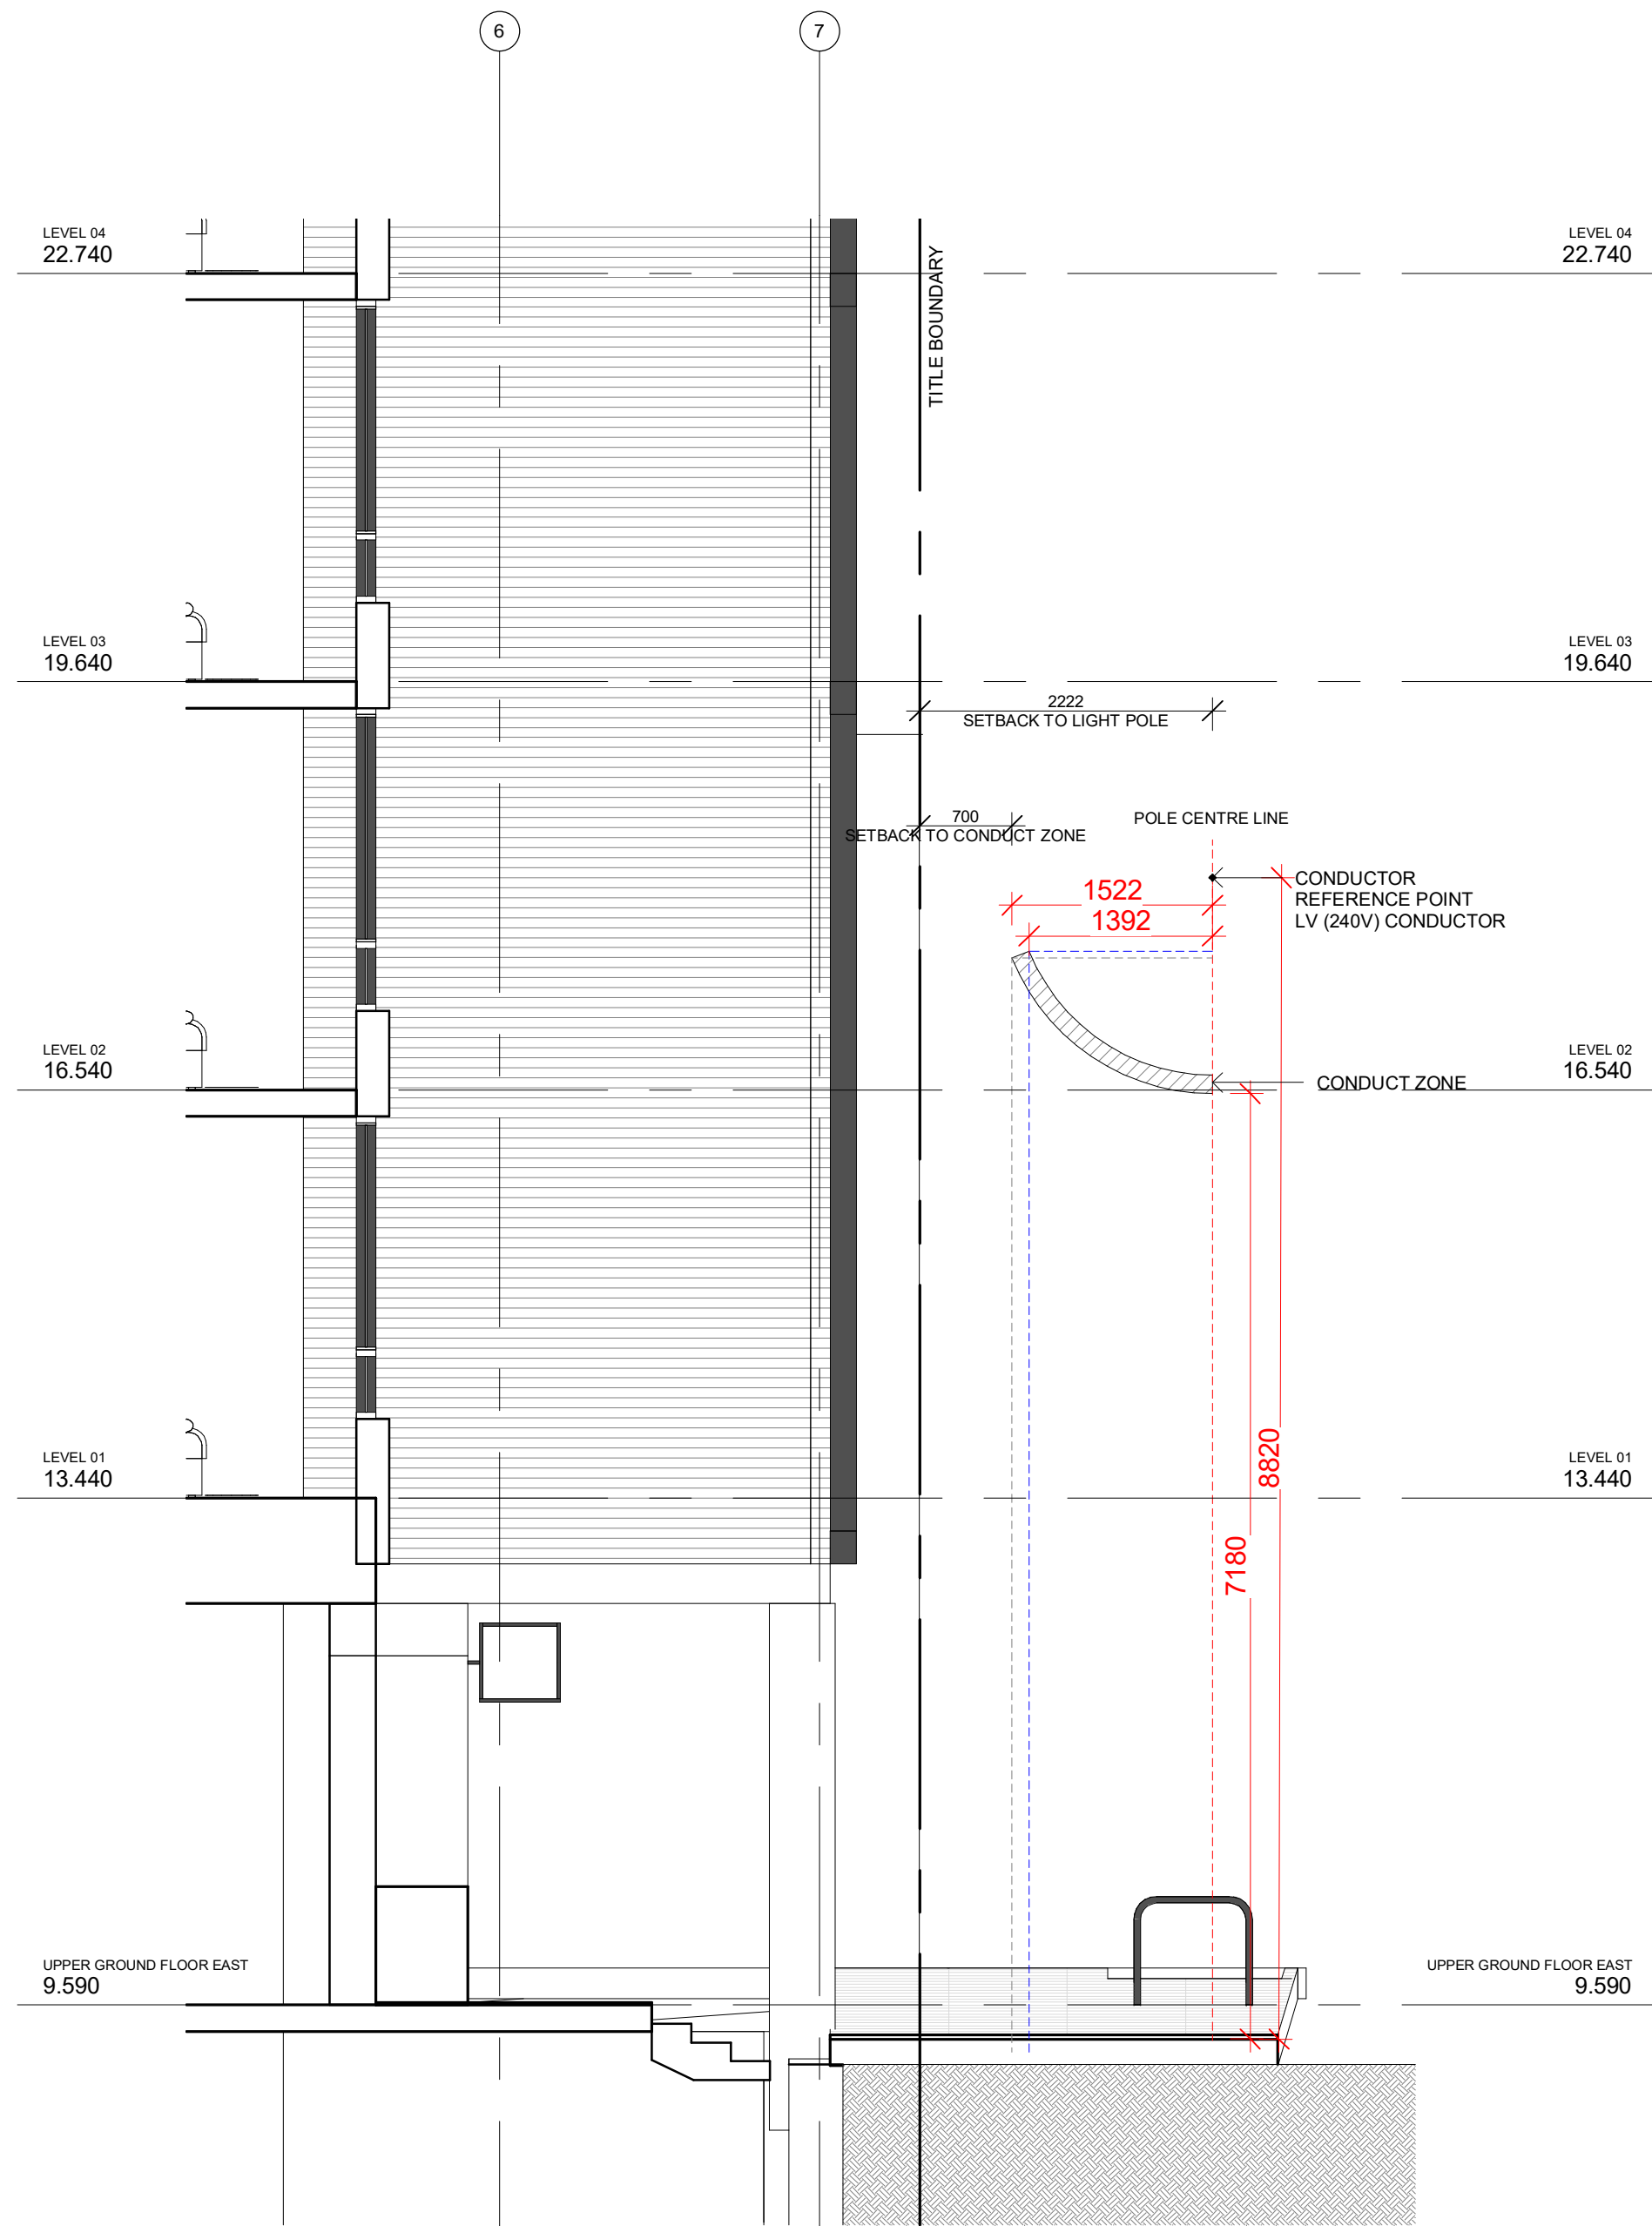 6
7
LEVEL 04
22.740
LEVEL 04
22.740
TITLE BOUNDARY
LEVEL 03
19.640
LEVEL 03
19.640
2222
SETBACK TO LIGHT POLE
700
SETBACK TO CONDUCT ZONE
POLE CENTRE LINE
CONDUCTOR
REFERENCE POINT
LV (240V) CONDUCTOR
1522
1392
LEVEL 02
16.540
LEVEL 02
16.540
CONDUCT ZONE
8820
LEVEL 01
13.440
LEVEL 01
13.440
7180
UPPER GROUND FLOOR EAST
9.590
UPPER GROUND FLOOR EAST
9.590